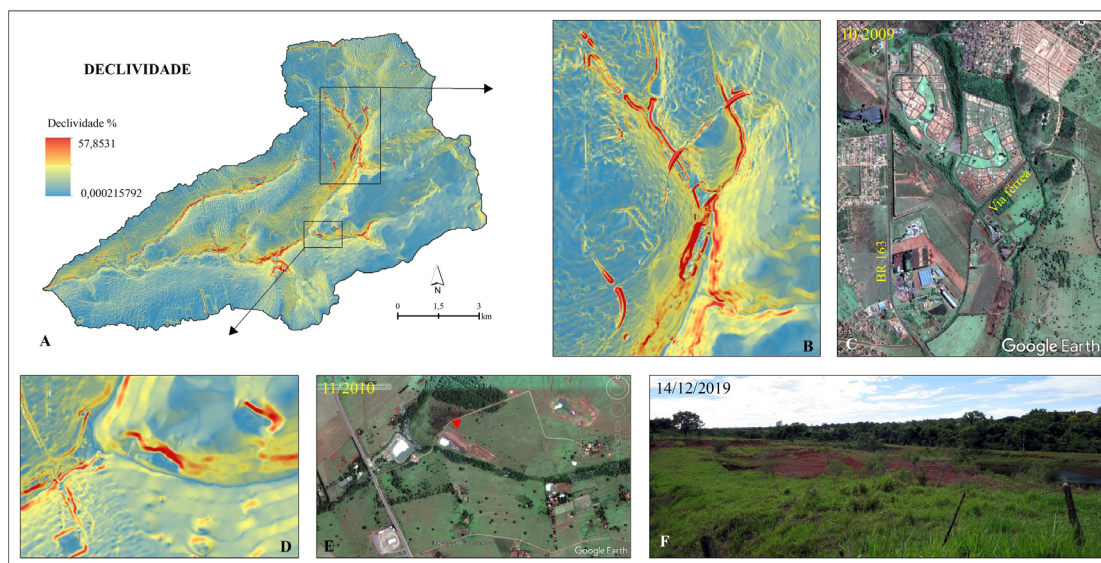 DECLIVIDADE
Declividade %
57,8531
0,000215792
N
0 1,5 3
km
A
B
10/2009
Via férrea
BR 163
Google Earth
C
D
11/2010
Google Earth
E
14/12/2019
F